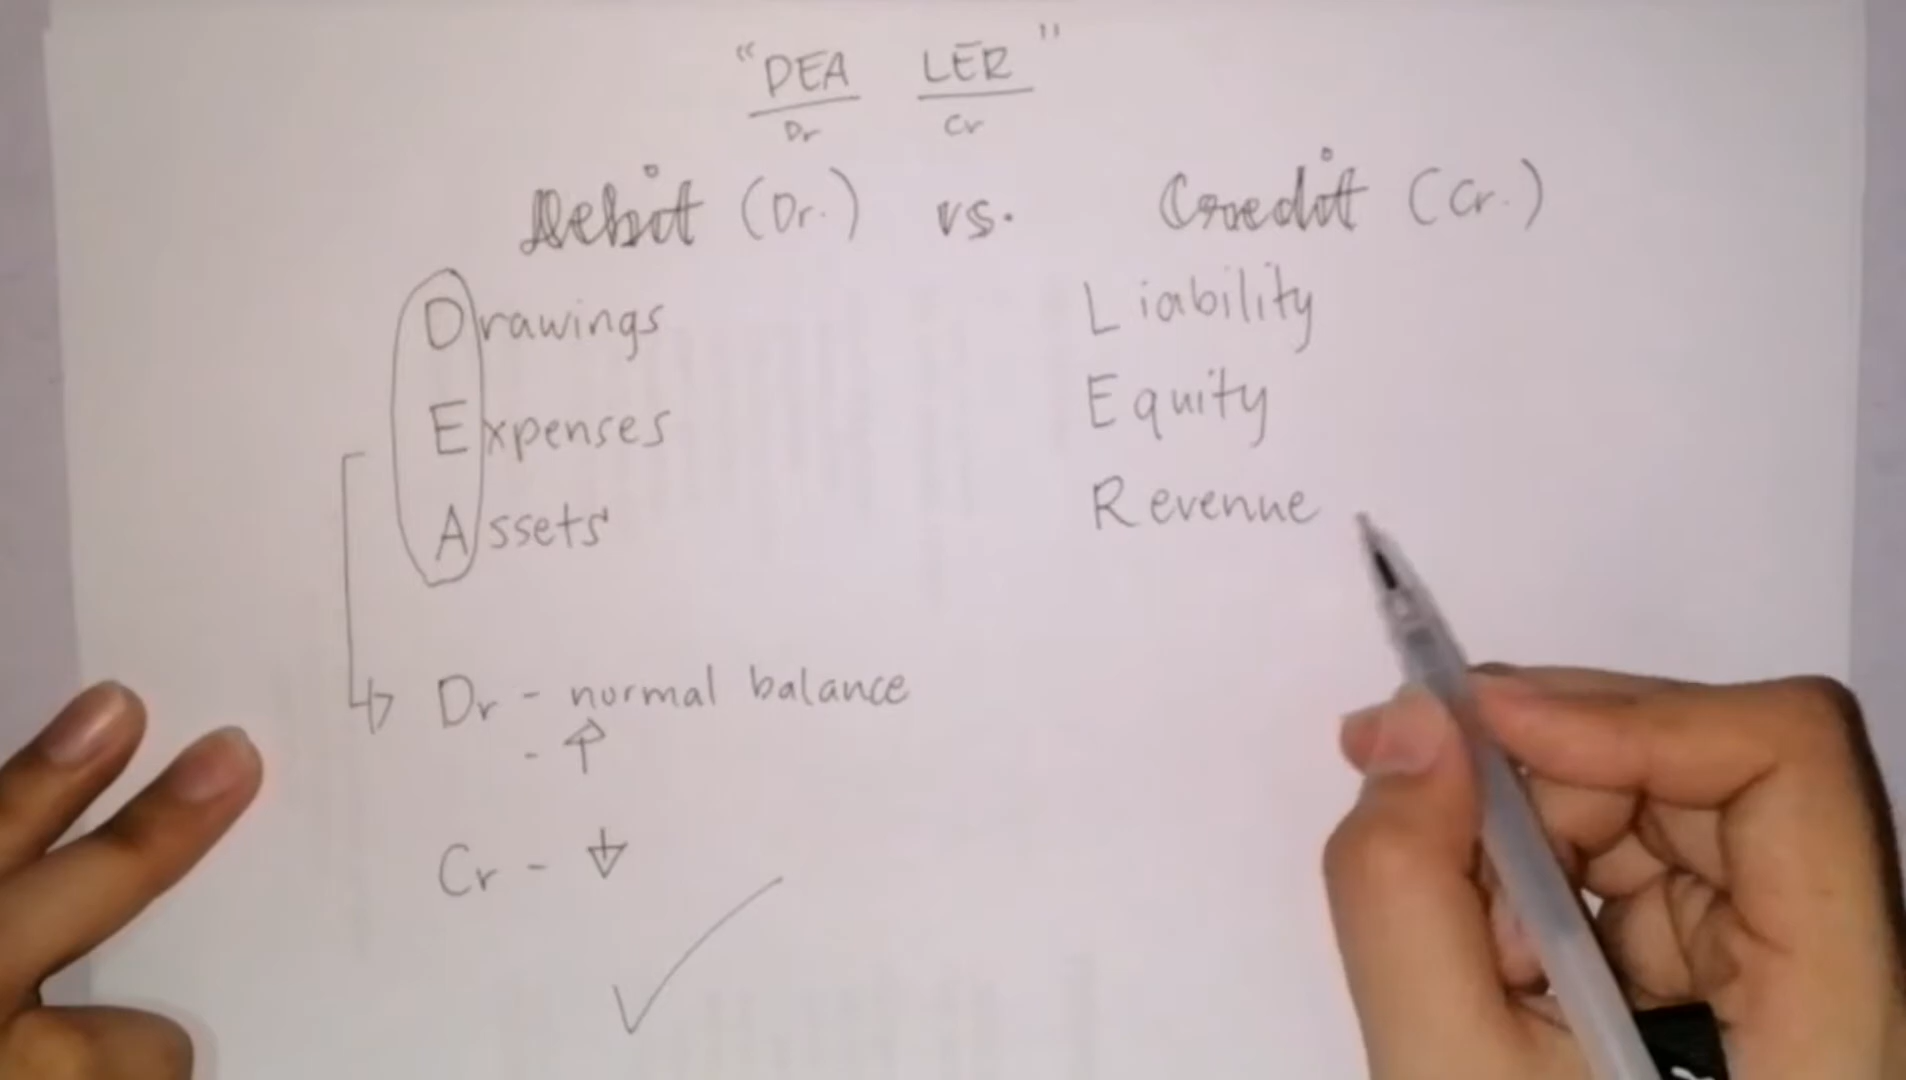 "DEA LER"
Dr Cr
Debit (Dr.) vs. Credit (Cr.)
Drawings
Expenses
Assets
Liability
Equity
Revenue
Dr - normal balance
- ↑
Cr - ↓